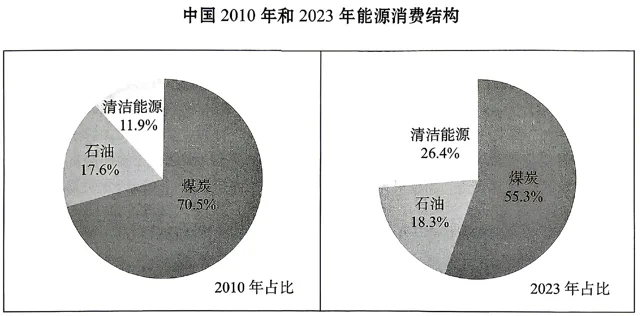 中国 2010 年和 2023 年能源消费结构
清洁能源
11.9%
石油
17.6%
煤炭
70.5%
2010 年占比
清洁能源
26.4%
煤炭
55.3%
石油
18.3%
2023 年占比